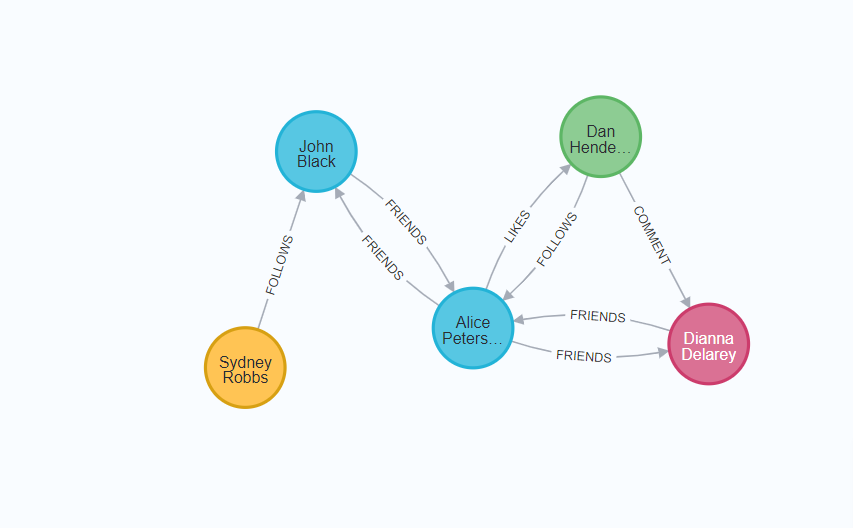 Dan
Hende…
John
Black
FRIENDS
LIKES
FOLLOWS
COMMENT
FRIENDS
FOLLOWS
FRIENDS
Alice
Peters…
Dianna
Delarey
FRIENDS
Sydney
Robbs